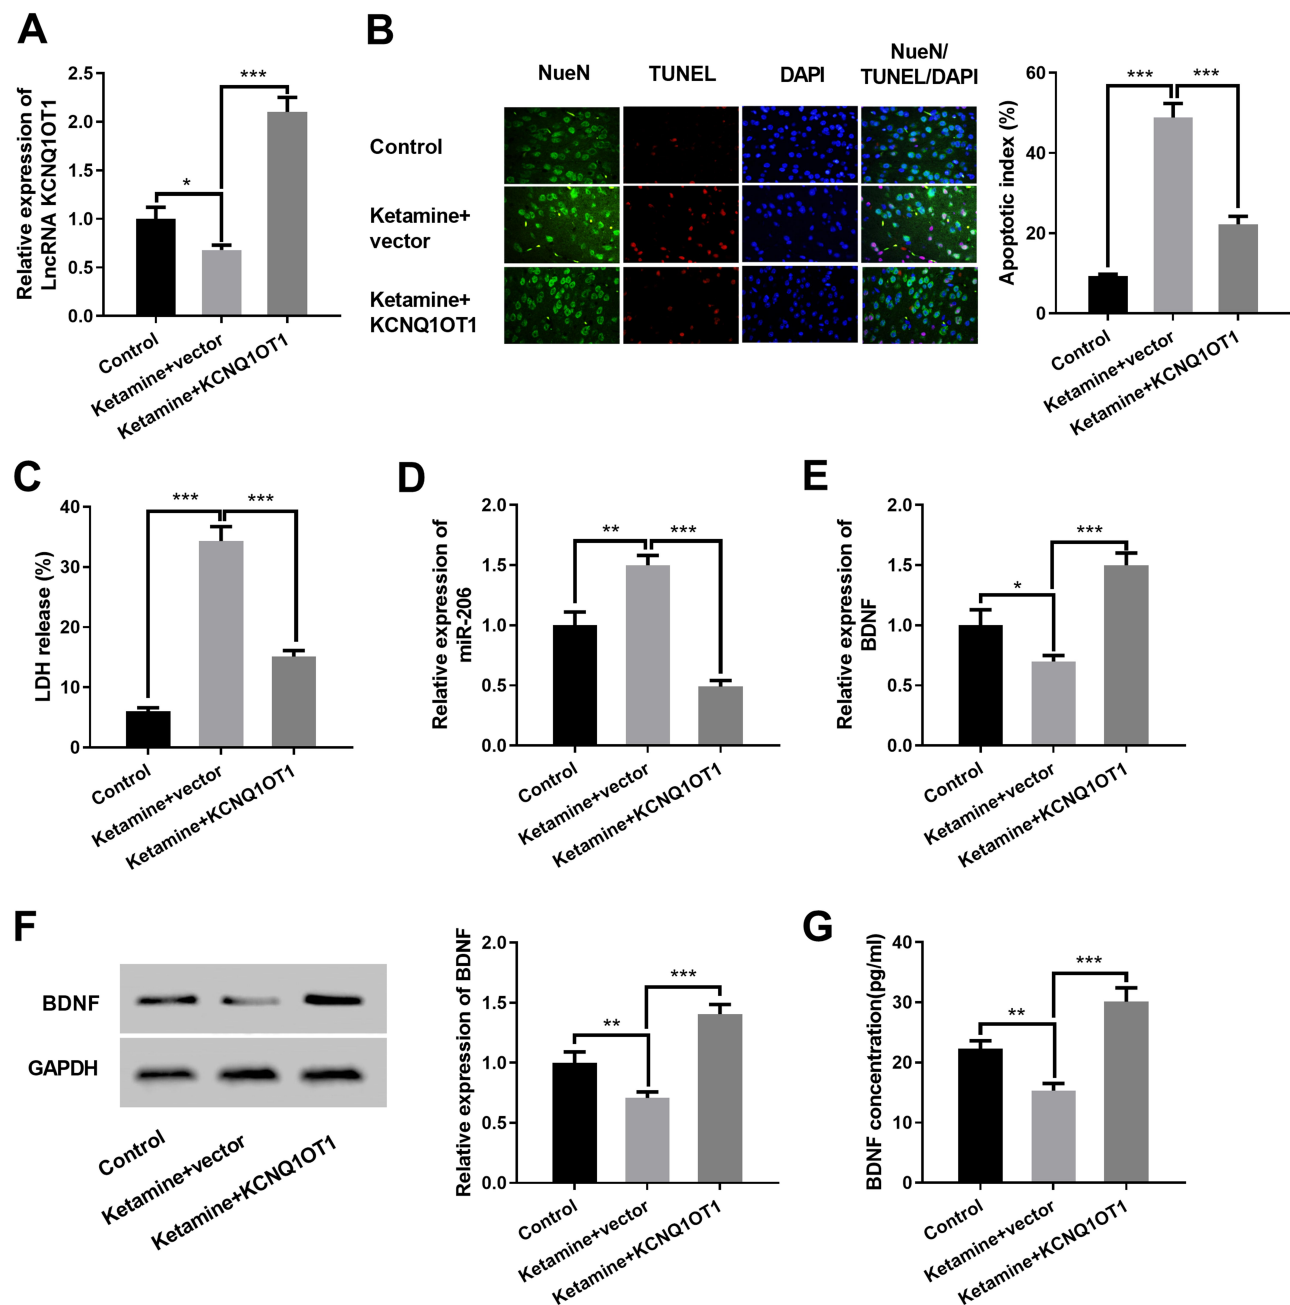 A
Relative expression of
LncRNA KCNQ1OT1
2.5
2.0
1.5
1.0
0.5
0.0
*
***
Control
Ketamine+vector
Ketamine+KCNQ1OT1
B
NueN
TUNEL
DAPI
NueN/
TUNEL/DAPI
Control
Ketamine+
vector
Ketamine+
KCNQ1OT1
Apoptotic index (%)
60
40
20
0
***
***
Control
Ketamine+vector
Ketamine+KCNQ1OT1
C
LDH release (%)
40
30
20
10
0
***
***
Control
Ketamine+vector
Ketamine+KCNQ1OT1
D
Relative expression of
miR-206
2.0
1.5
1.0
0.5
0.0
**
***
Control
Ketamine+vector
Ketamine+KCNQ1OT1
E
Relative expression of
BDNF
2.0
1.5
1.0
0.5
0.0
*
***
Control
Ketamine+vector
Ketamine+KCNQ1OT1
F
BDNF
GAPDH
Control
Ketamine+vector
Ketamine+KCNQ1OT1
Relative expression of BDNF
2.0
1.5
1.0
0.5
0.0
**
***
Control
Ketamine+vector
Ketamine+KCNQ1OT1
G
BDNF concentration(pg/ml)
40
30
20
10
0
**
***
Control
Ketamine+vector
Ketamine+KCNQ1OT1